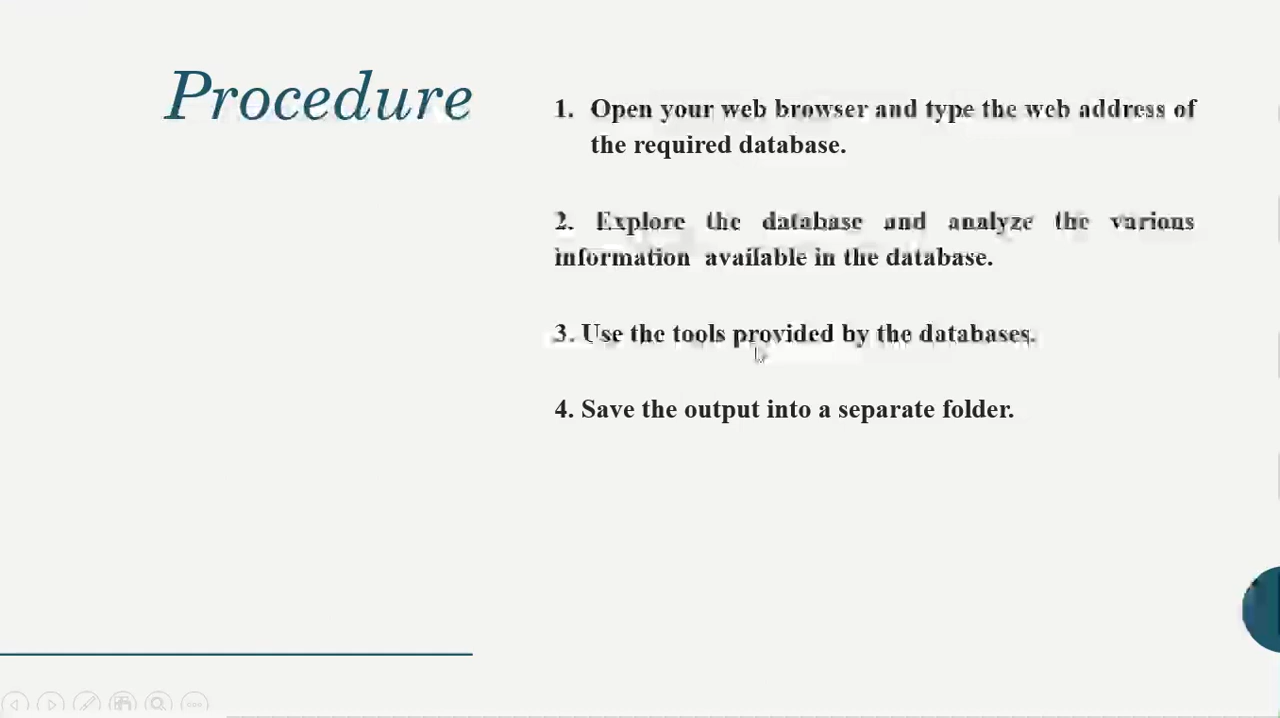 Procedure
1. Open your web browser and type the web address of
the required database.
2. Explore the database and analyze the various
information available in the database.
3. Use the tools provided by the databases.
4. Save the output into a separate folder.